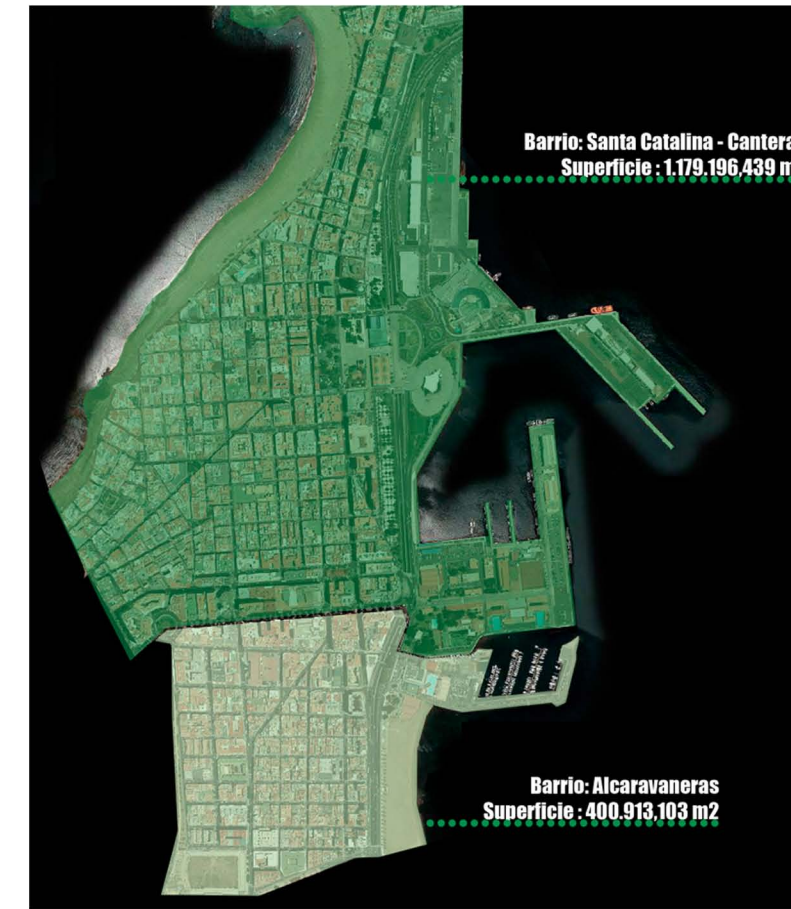 Barrio: Santa Catalina - Cantera
Superficie : 1.179.196,439 m
Barrio: Alcaravaneras
Superficie : 400.913,103 m2